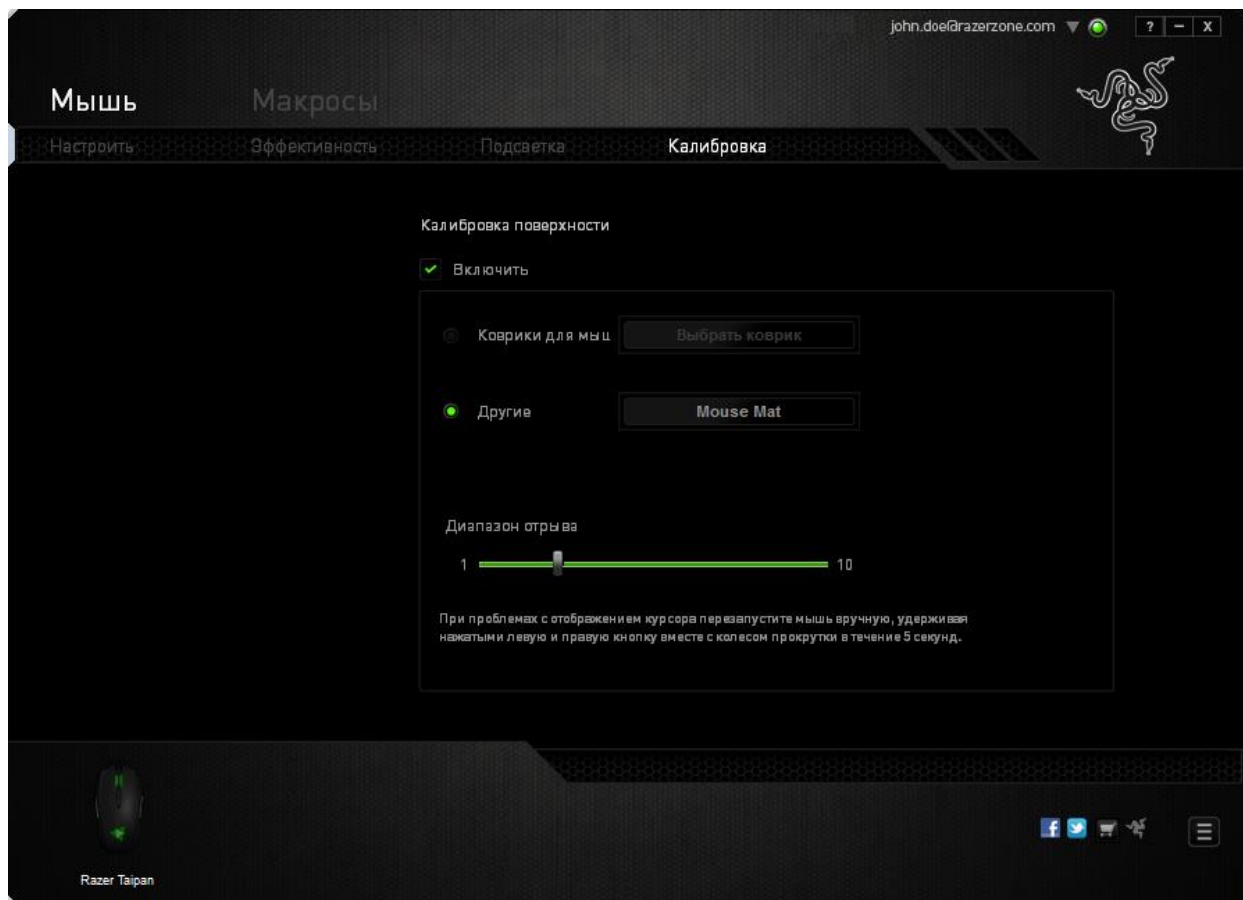 john.doe@razerzone.com
? – X
Мышь Макросы
Настроить Эффективность Подсветка Калибровка
Калибровка поверхности
Включить
Коврики для мыш Выбрать коврик
Другие Mouse Mat
Диапазон отрыва
1 10
При проблемах с отображением курсора перезапустите мышь вручную, удерживая
нажатыми левую и правую кнопку вместе с колесом прокрутки в течение 5 секунд.
Razer Taipan